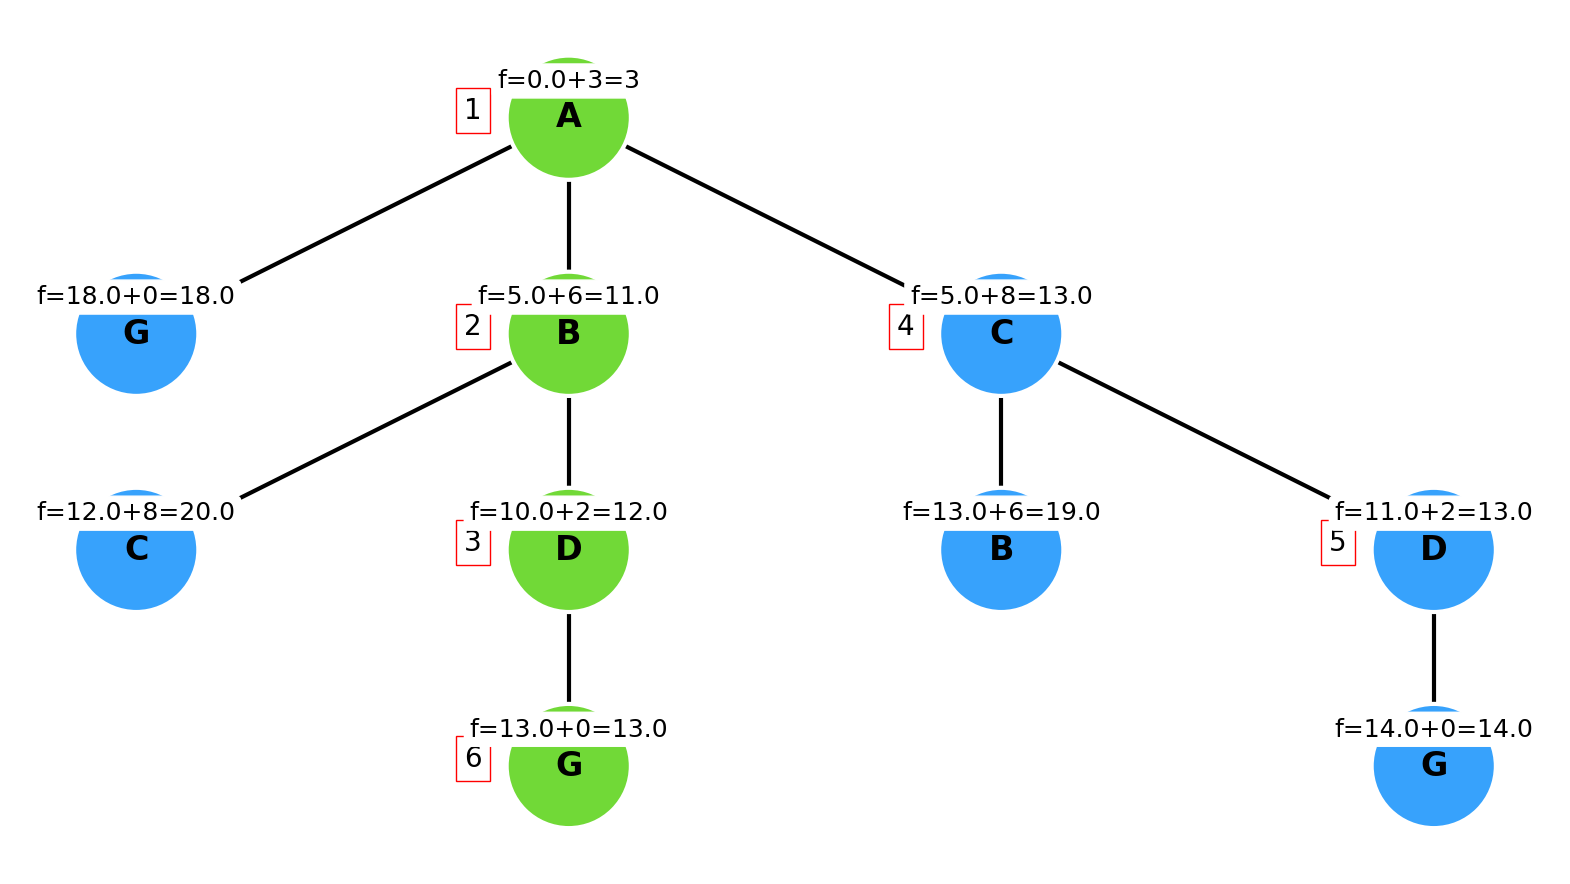 f=0.0+3=3
1
A
f=18.0+0=18.0
G
f=5.0+6=11.0
2
B
f=5.0+8=13.0
4
C
f=12.0+8=20.0
C
f=10.0+2=12.0
3
D
f=13.0+6=19.0
B
f=11.0+2=13.0
5
D
f=13.0+0=13.0
6
G
f=14.0+0=14.0
G